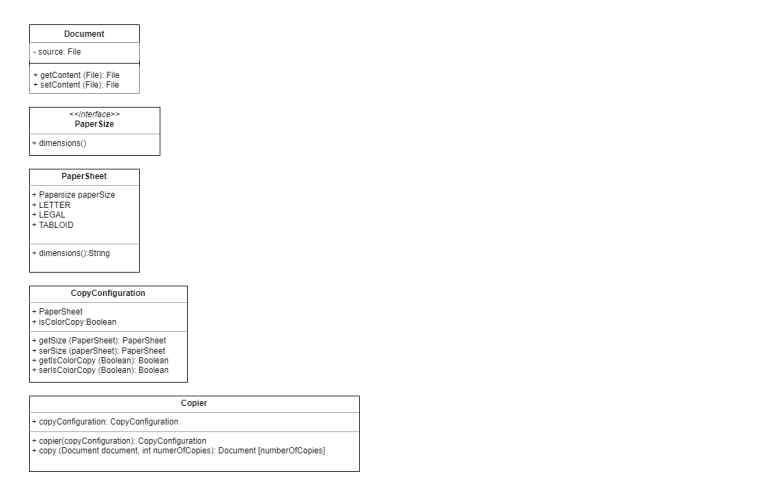 Document
- source: File
+ getContent (File): File
+ setContent (File): File
<<Interface>>
PaperSize
+ dimensions()
PaperSheet
+ Papersize paperSize
+ LETTER
+ LEGAL
+ TABLOID
+ dimensions():String
CopyConfiguration
+ PaperSheet
+ isColorCopy:Boolean
+ getSize (PaperSheet): PaperSheet
+ serSize (paperSheet): PaperSheet
+ getIsColorCopy (Boolean): Boolean
+ serIsColorCopy (Boolean): Boolean
Copier
+ copyConfiguration: CopyConfiguration
+ copier(copyConfiguration): CopyConfiguration
+ copy (Document document, int numerOfCopies): Document [numberOfCopies]